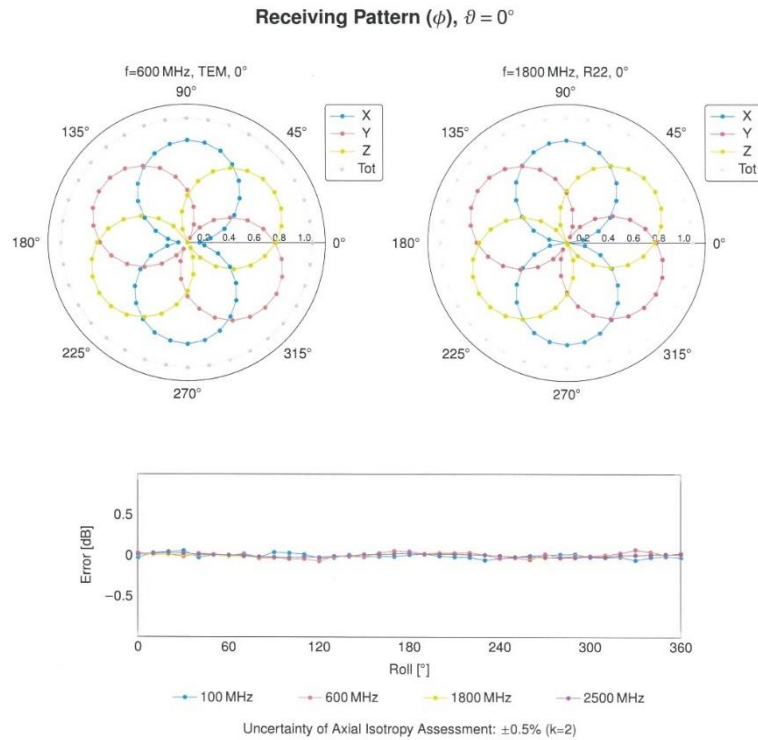 Receiving Pattern (ϕ), ϑ = 0°
f=600 MHz, TEM, 0°
90°
135°
45°
X
Y
Z
Tot
180°
0.2 0.4 0.6 0.8 1.0
0°
225°
315°
270°
f=1800 MHz, R22, 0°
90°
135°
45°
X
Y
Z
Tot
180°
0.2 0.4 0.6 0.8 1.0
0°
225°
315°
270°
Error [dB]
0.5
0
−0.5
0 60 120 180 240 300 360
Roll [°]
100 MHz 600 MHz 1800 MHz 2500 MHz
Uncertainty of Axial Isotropy Assessment: ±0.5% (k=2)